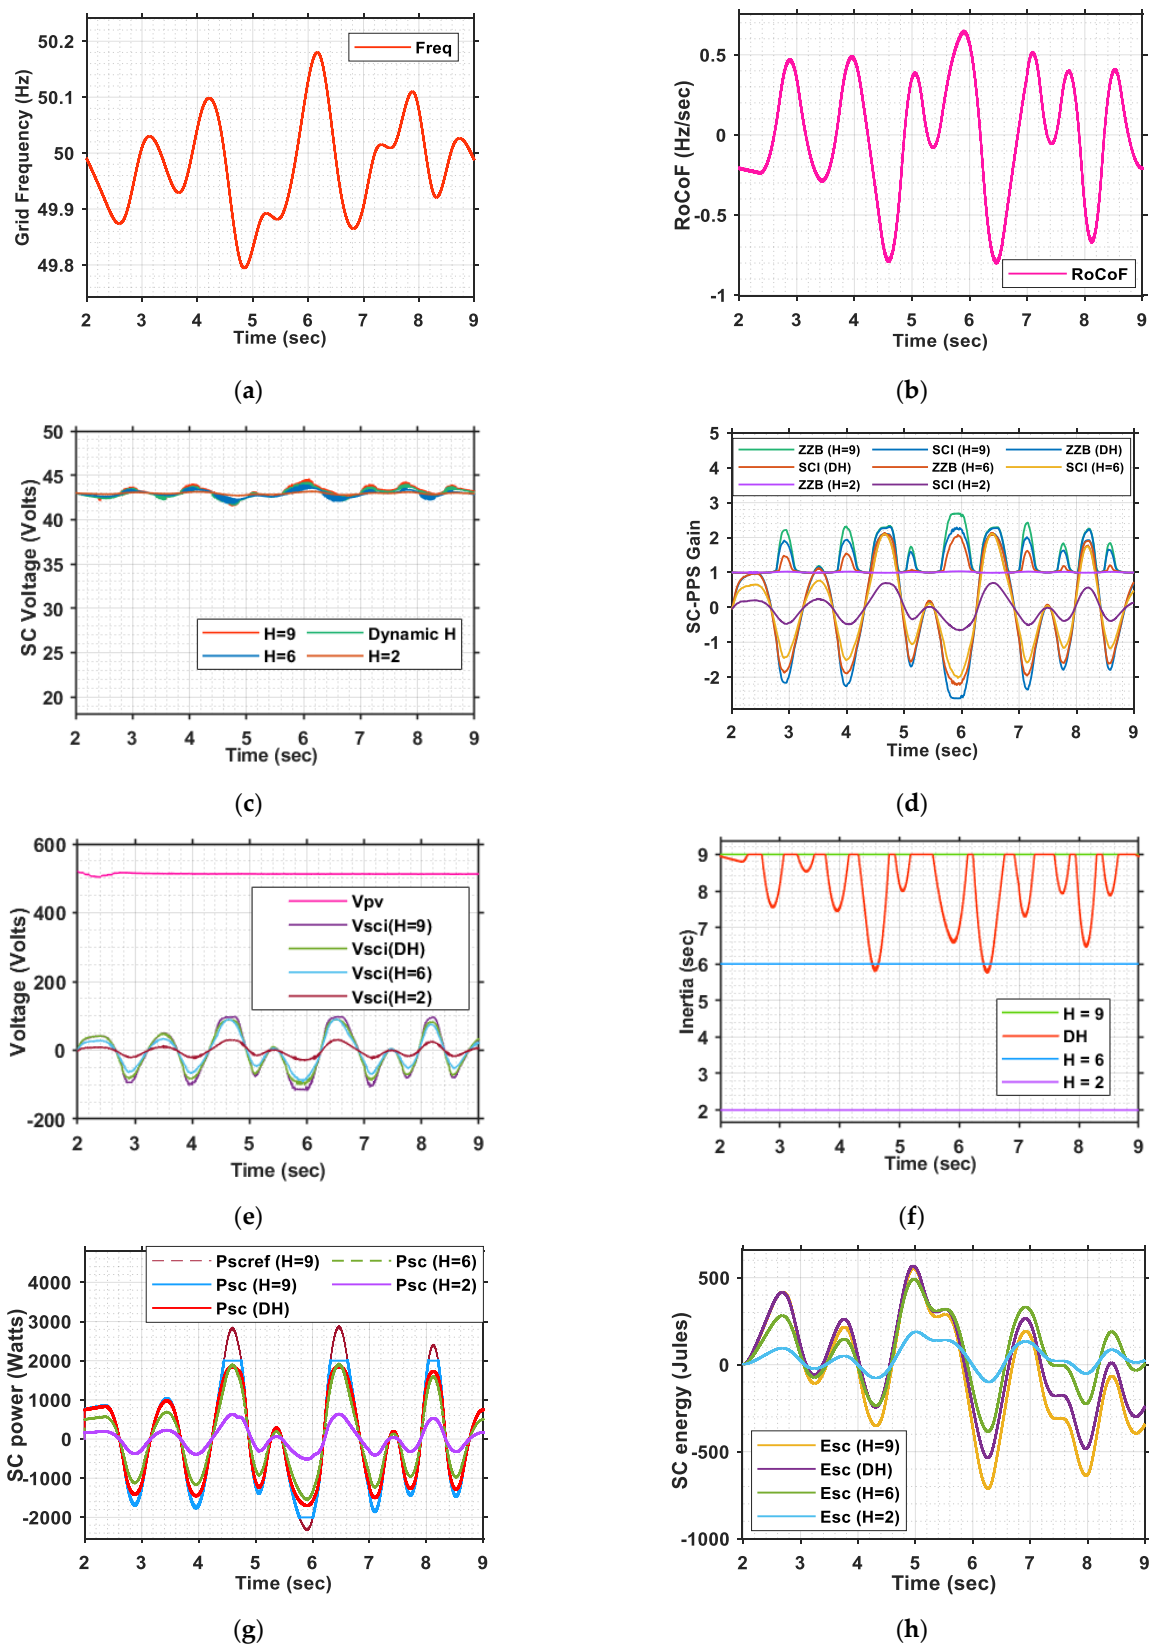 50.2
50.1
50
49.9
49.8
Grid Frequency (Hz)
Freq
2 3 4 5 6 7 8 9
Time (sec)
(a)
0.5
0
-0.5
-1
RoCoF (Hz/sec)
RoCoF
2 3 4 5 6 7 8 9
Time (sec)
(b)
50
45
40
35
30
25
20
SC Voltage (Volts)
H=9 Dynamic H
H=6 H=2
2 3 4 5 6 7 8 9
Time (sec)
(c)
5
4
3
2
1
0
-1
-2
SC-PPS Gain
ZZB (H=9) SCI (H=9) ZZB (DH)
SCI (DH) ZZB (H=6) SCI (H=6)
ZZB (H=2) SCI (H=2)
2 3 4 5 6 7 8 9
Time (sec)
(d)
600
400
200
0
-200
Voltage (Volts)
Vpv
Vsci(H=9)
Vsci(DH)
Vsci(H=6)
Vsci(H=2)
2 3 4 5 6 7 8 9
Time (sec)
(e)
9
8
7
6
5
4
3
2
Inertia (sec)
H = 9
DH
H = 6
H = 2
2 3 4 5 6 7 8 9
Time (sec)
(f)
4000
3000
2000
1000
0
-1000
-2000
SC power (Watts)
Pscref (H=9) Psc (H=6)
Psc (H=9) Psc (H=2)
Psc (DH)
2 3 4 5 6 7 8 9
Time (sec)
(g)
500
0
-500
-1000
SC energy (Jules)
Esc (H=9)
Esc (DH)
Esc (H=6)
Esc (H=2)
2 3 4 5 6 7 8 9
Time (sec)
(h)